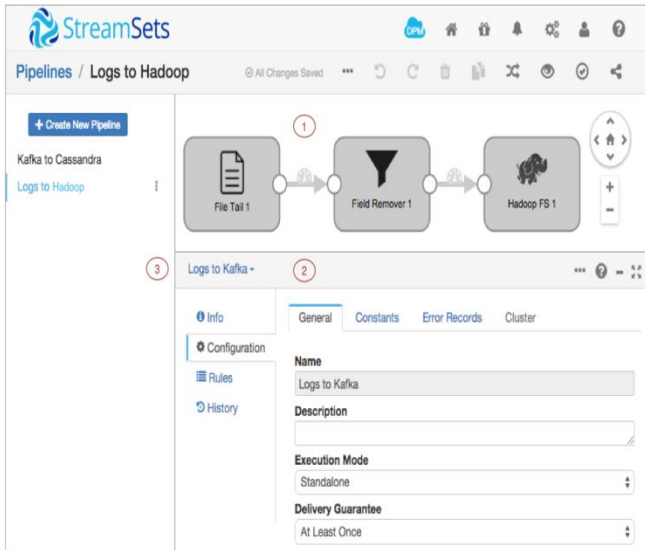 StreamSets
DPM
Pipelines / Logs to Hadoop
All Changes Saved
+ Create New Pipeline
Kafka to Cassandra
Logs to Hadoop
1
File Tail 1
Field Remover 1
Hadoop FS 1
3
Logs to Kafka
2
Info
Configuration
Rules
History
General Constants Error Records Cluster
Name
Logs to Kafka
Description
Execution Mode
Standalone
Delivery Guarantee
At Least Once